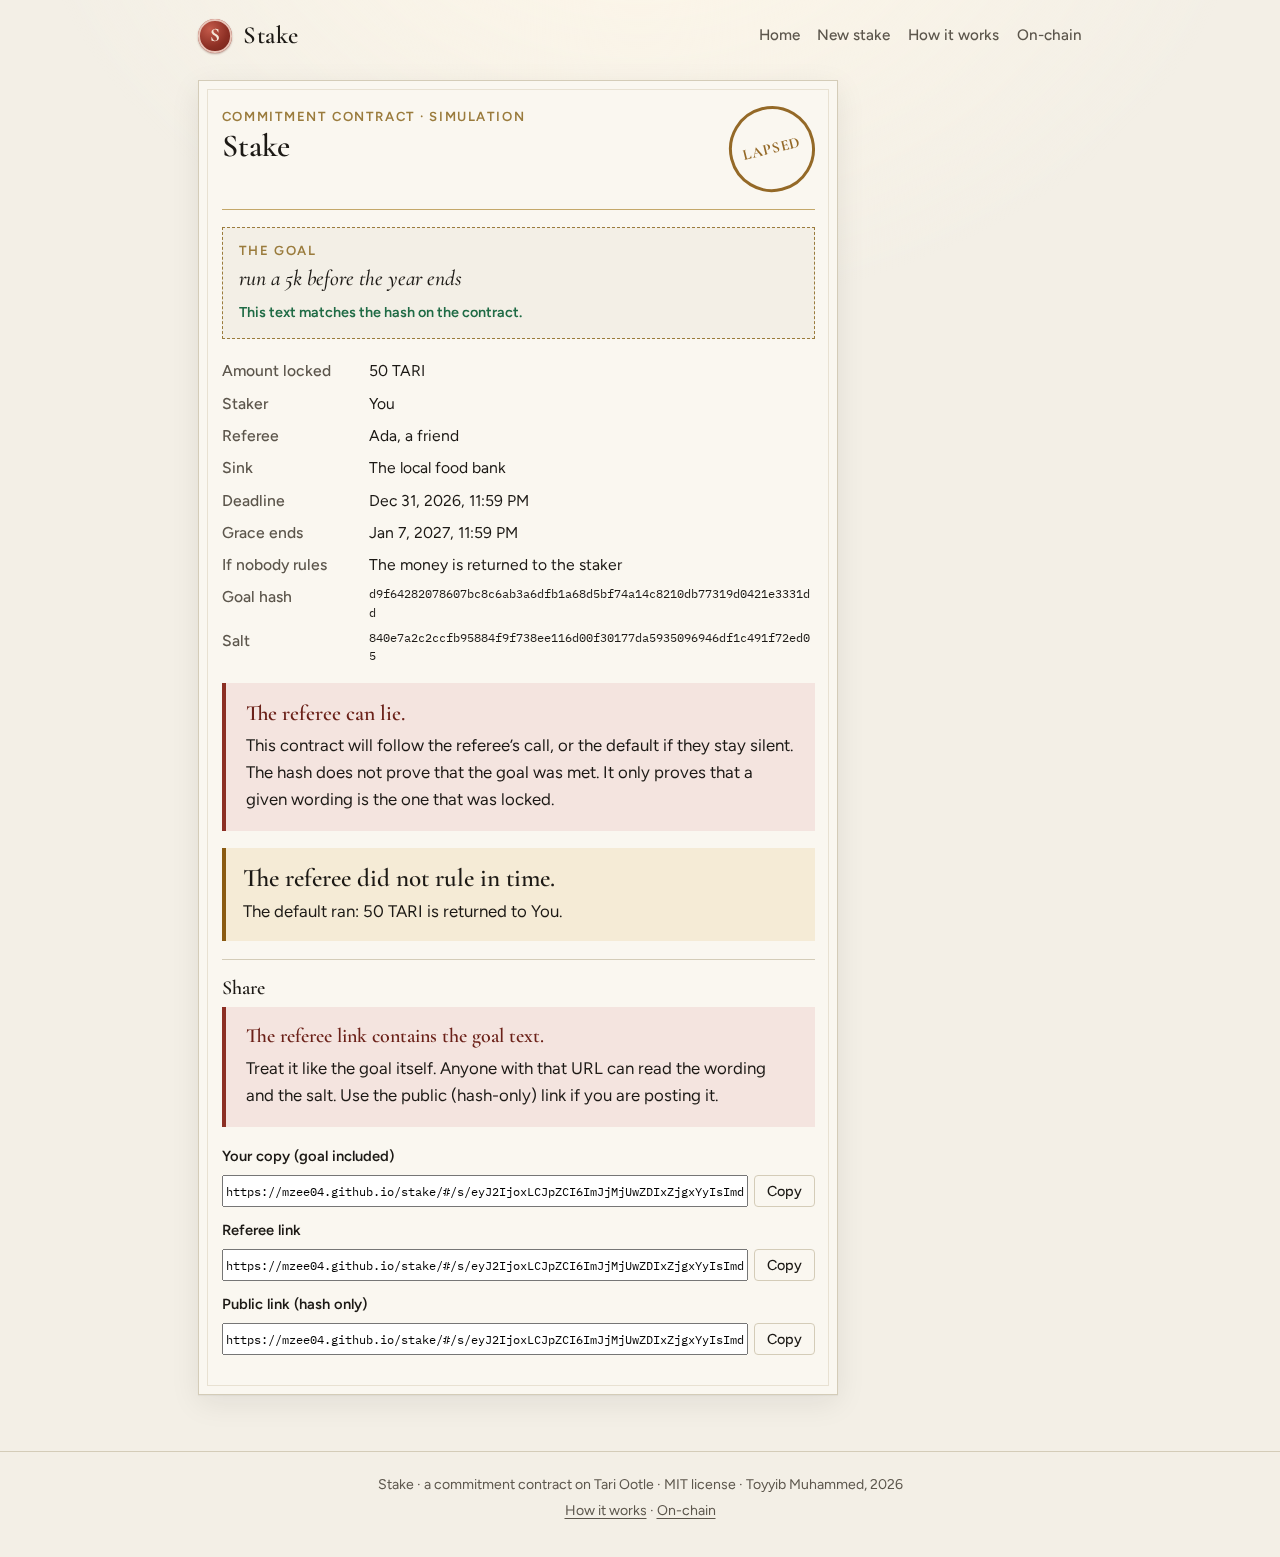 S Stake
Home New stake How it works On-chain
COMMITMENT CONTRACT · SIMULATION
Stake
LAPSED
THE GOAL
run a 5k before the year ends
This text matches the hash on the contract.
Amount locked 50 TARI
Staker You
Referee Ada, a friend
Sink The local food bank
Deadline Dec 31, 2026, 11:59 PM
Grace ends Jan 7, 2027, 11:59 PM
If nobody rules The money is returned to the staker
Goal hash d9f64282078607bc8c6ab3a6dfb1a68d5bf74a14c8210db77319d0421e3331d
d
Salt 840e7a2c2ccfb95884f9f738ee116d00f30177da5935096946df1c491f72ed0
5
The referee can lie.
This contract will follow the referee’s call, or the default if they stay silent.
The hash does not prove that the goal was met. It only proves that a
given wording is the one that was locked.
The referee did not rule in time.
The default ran: 50 TARI is returned to You.
Share
The referee link contains the goal text.
Treat it like the goal itself. Anyone with that URL can read the wording
and the salt. Use the public (hash-only) link if you are posting it.
Your copy (goal included)
https://mzee04.github.io/stake/#/s/eyJ2IjoxLCJpZCI6ImJjMjUwZDIxZjgxYyIsImd Copy
Referee link
https://mzee04.github.io/stake/#/s/eyJ2IjoxLCJpZCI6ImJjMjUwZDIxZjgxYyIsImd Copy
Public link (hash only)
https://mzee04.github.io/stake/#/s/eyJ2IjoxLCJpZCI6ImJjMjUwZDIxZjgxYyIsImd Copy
Stake · a commitment contract on Tari Ootle · MIT license · Toyyib Muhammed, 2026
How it works · On-chain